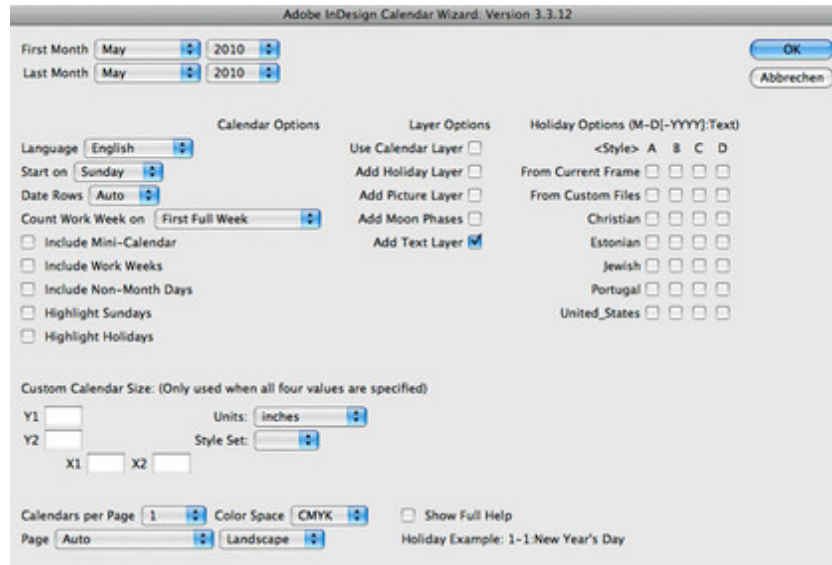 Adobe InDesign Calendar Wizard: Version 3.3.12
First Month May 2010
OK
Last Month May 2010
Abbrechen
Calendar Options Layer Options Holiday Options (M-D[-YYYY]:Text)
Language English Use Calendar Layer <Style> A B C D
Start on Sunday Add Holiday Layer From Current Frame
Date Rows Auto Add Picture Layer From Custom Files
Count Work Week on First Full Week Add Moon Phases Christian
Include Mini-Calendar Add Text Layer Estonian
Include Work Weeks Jewish
Include Non-Month Days Portugal
Highlight Sundays United_States
Highlight Holidays
Custom Calendar Size: (Only used when all four values are specified)
Y1 Units: inches
Y2 Style Set:
X1 X2
Calendars per Page 1 Color Space CMYK Show Full Help
Page Auto Landscape Holiday Example: 1-1:New Year's Day